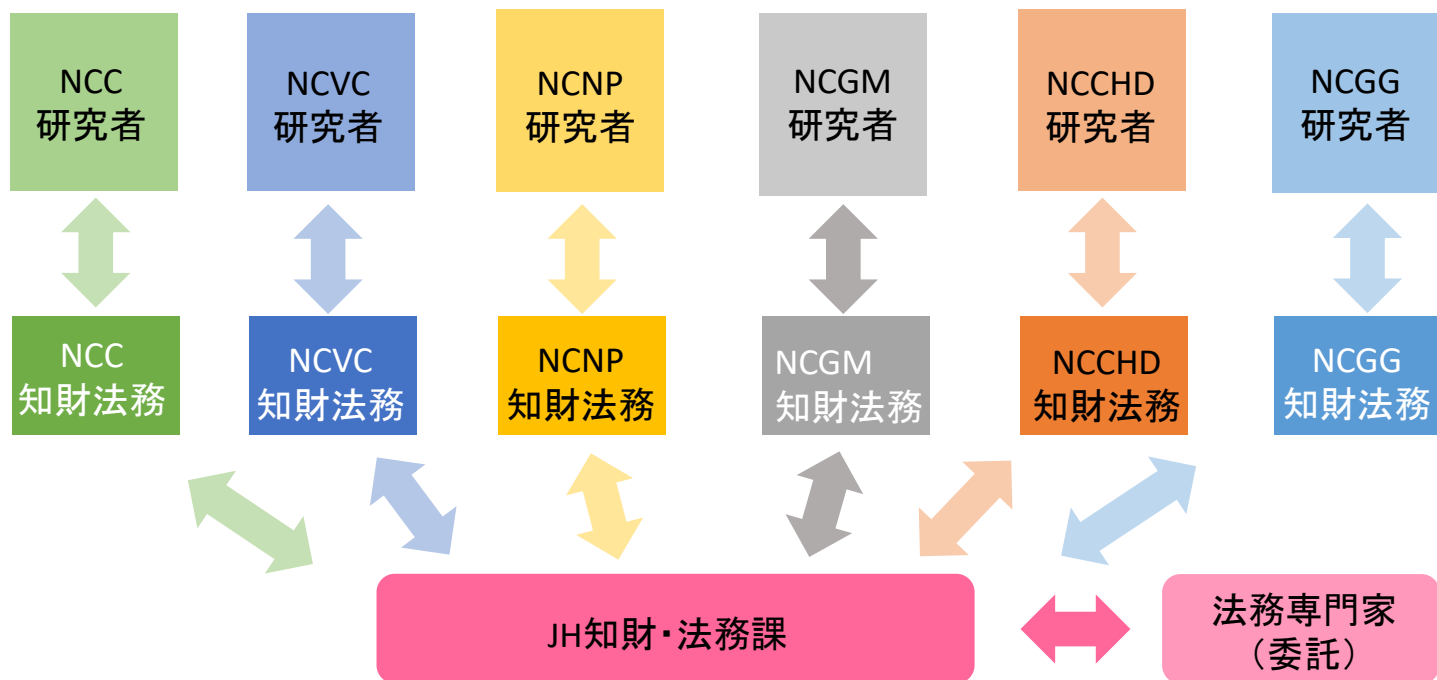 NCC
研究者
NCVC
研究者
NCNP
研究者
NCGM
研究者
NCCHD
研究者
NCGG
研究者
NCC
知財法務
NCVC
知財法務
NCNP
知財法務
NCGM
知財法務
NCCHD
知財法務
NCGG
知財法務
JH知財・法務課
法務専門家
（委託）